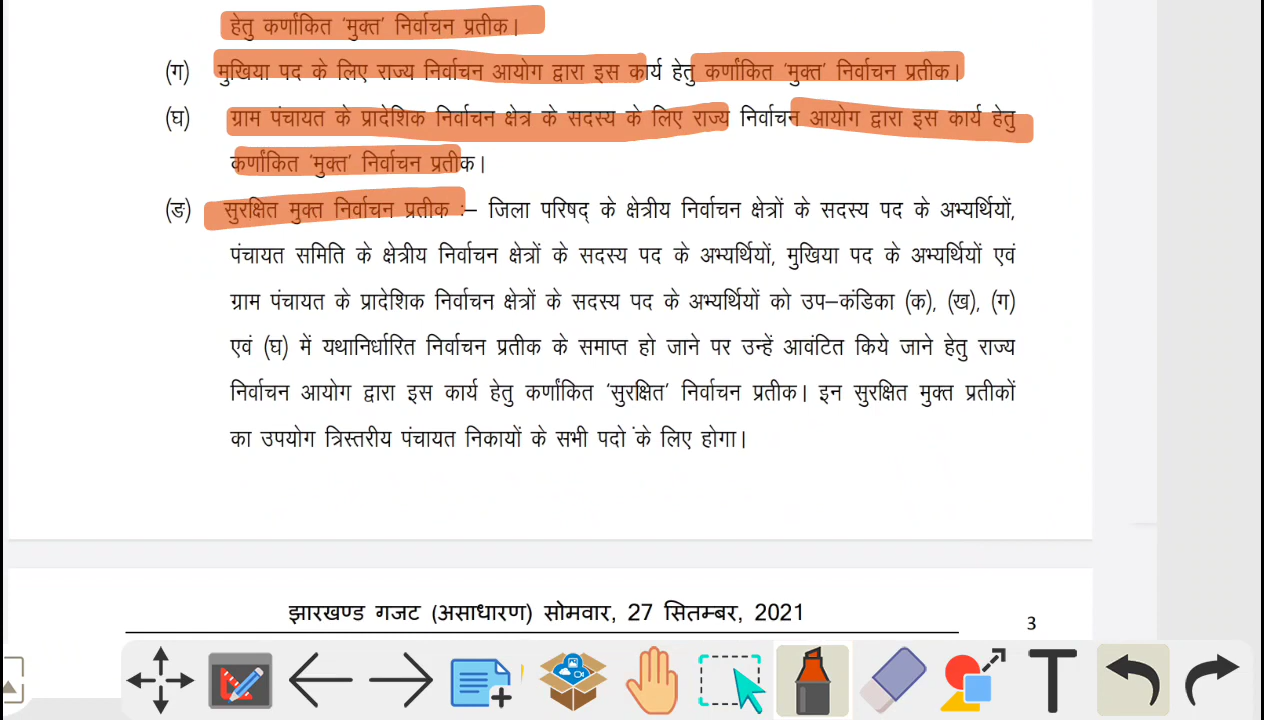 हेतु कर्णांकित 'मुक्त' निर्वाचन प्रतीक।
(ग) मुखिया पद के लिए राज्य निर्वाचन आयोग द्वारा इस कार्य हेतु कर्णांकित 'मुक्त' निर्वाचन प्रतीक।
(घ) ग्राम पंचायत के प्रादेशिक निर्वाचन क्षेत्र के सदस्य के लिए राज्य निर्वाचन आयोग द्वारा इस कार्य हेतु
कर्णांकित 'मुक्त' निर्वाचन प्रतीक।
(ङ) सुरक्षित मुक्त निर्वाचन प्रतीक :– जिला परिषद् के क्षेत्रीय निर्वाचन क्षेत्रों के सदस्य पद के अभ्यर्थियों,
पंचायत समिति के क्षेत्रीय निर्वाचन क्षेत्रों के सदस्य पद के अभ्यर्थियों, मुखिया पद के अभ्यर्थियों एवं
ग्राम पंचायत के प्रादेशिक निर्वाचन क्षेत्रों के सदस्य पद के अभ्यर्थियों को उप–कंडिका (क), (ख), (ग)
एवं (घ) में यथानिर्धारित निर्वाचन प्रतीक के समाप्त हो जाने पर उन्हें आवंटित किये जाने हेतु राज्य
निर्वाचन आयोग द्वारा इस कार्य हेतु कर्णांकित 'सुरक्षित' निर्वाचन प्रतीक। इन सुरक्षित मुक्त प्रतीकों
का उपयोग त्रिस्तरीय पंचायत निकायों के सभी पदो के लिए होगा।
झारखण्ड गजट (असाधारण) सोमवार, 27 सितम्बर, 2021
3
T